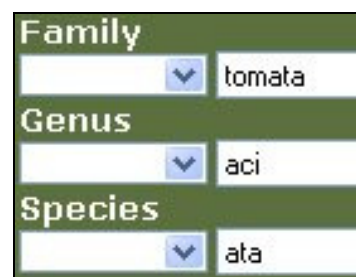 Family
tomata
Genus
aci
Species
ata